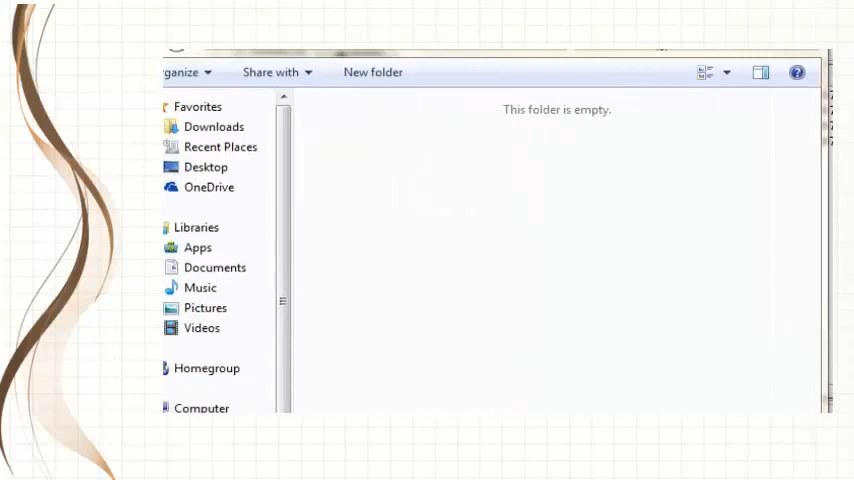 rganize Share with New folder
This folder is empty.
Favorites
Downloads
Recent Places
Desktop
OneDrive
Libraries
Apps
Documents
Music
Pictures
Videos
Homegroup
Computer